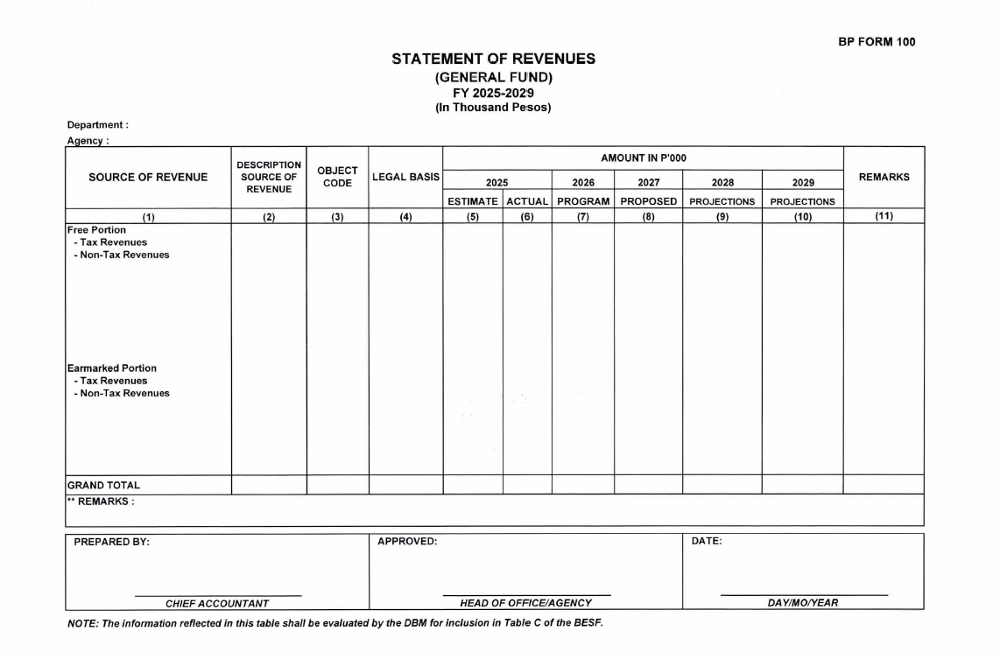 BP FORM 100
STATEMENT OF REVENUES
(GENERAL FUND)
FY 2025-2029
(In Thousand Pesos)
Department :
Agency :
SOURCE OF REVENUE
DESCRIPTION
SOURCE OF
REVENUE
OBJECT
CODE
LEGAL BASIS
AMOUNT IN P'000
REMARKS
2025 2026 2027 2028 2029
ESTIMATE ACTUAL PROGRAM PROPOSED PROJECTIONS PROJECTIONS
(1) (2) (3) (4) (5) (6) (7) (8) (9) (10) (11)
Free Portion
- Tax Revenues
- Non-Tax Revenues
Earmarked Portion
- Tax Revenues
- Non-Tax Revenues
GRAND TOTAL
** REMARKS :
PREPARED BY: APPROVED: DATE:
CHIEF ACCOUNTANT HEAD OF OFFICE/AGENCY DAY/MO/YEAR
NOTE: The information reflected in this table shall be evaluated by the DBM for inclusion in Table C of the BESF.